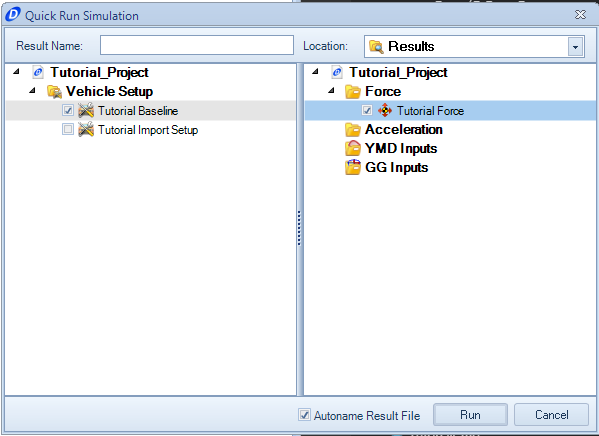 Quick Run Simulation
Result Name:
Location: Results
Tutorial_Project
Vehicle Setup
Tutorial Baseline
Tutorial Import Setup
Tutorial_Project
Force
Tutorial Force
Acceleration
YMD Inputs
GG Inputs
Autoname Result File
Run
Cancel